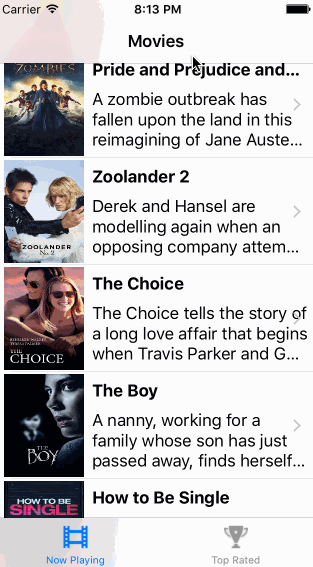 Carrier 8:13 PM
Movies
ZOMBIES
Pride and Prejudice and...
A zombie outbreak has
fallen upon the land in this
reimagining of Jane Auste...
ZOOLANDER
No. 2
Zoolander 2
Derek and Hansel are
modelling again when an
opposing company attem...
THE
CHOICE
The Choice
The Choice tells the story of
a long love affair that begins
when Travis Parker and G...
THE
BOY
The Boy
A nanny, working for a
family whose son has just
passed away, finds herself...
HOW TO BE
SINGLE
How to Be Single
Now Playing
Top Rated